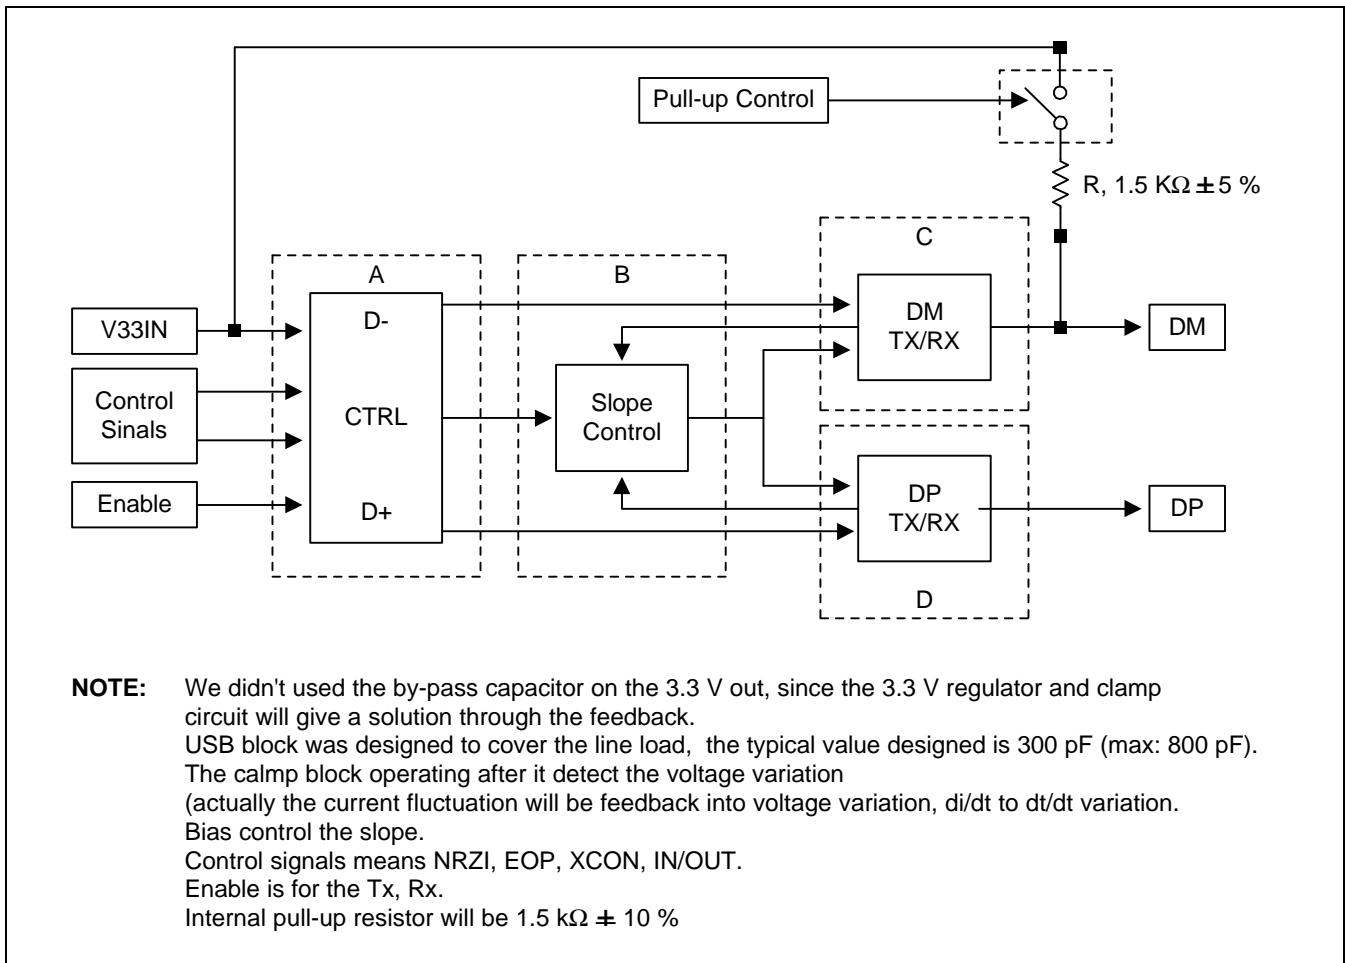 Pull-up Control
R, 1.5 KΩ ± 5 %
A
B
C
V33IN
D-
DM
TX/RX
DM
Control
Sinals
CTRL
Slope
Control
Enable
D+
DP
TX/RX
DP
D
NOTE: We didn't used the by-pass capacitor on the 3.3 V out, since the 3.3 V regulator and clamp
circuit will give a solution through the feedback.
USB block was designed to cover the line load, the typical value designed is 300 pF (max: 800 pF).
The calmp block operating after it detect the voltage variation
(actually the current fluctuation will be feedback into voltage variation, di/dt to dt/dt variation.
Bias control the slope.
Control signals means NRZI, EOP, XCON, IN/OUT.
Enable is for the Tx, Rx.
Internal pull-up resistor will be 1.5 kΩ ± 10 %